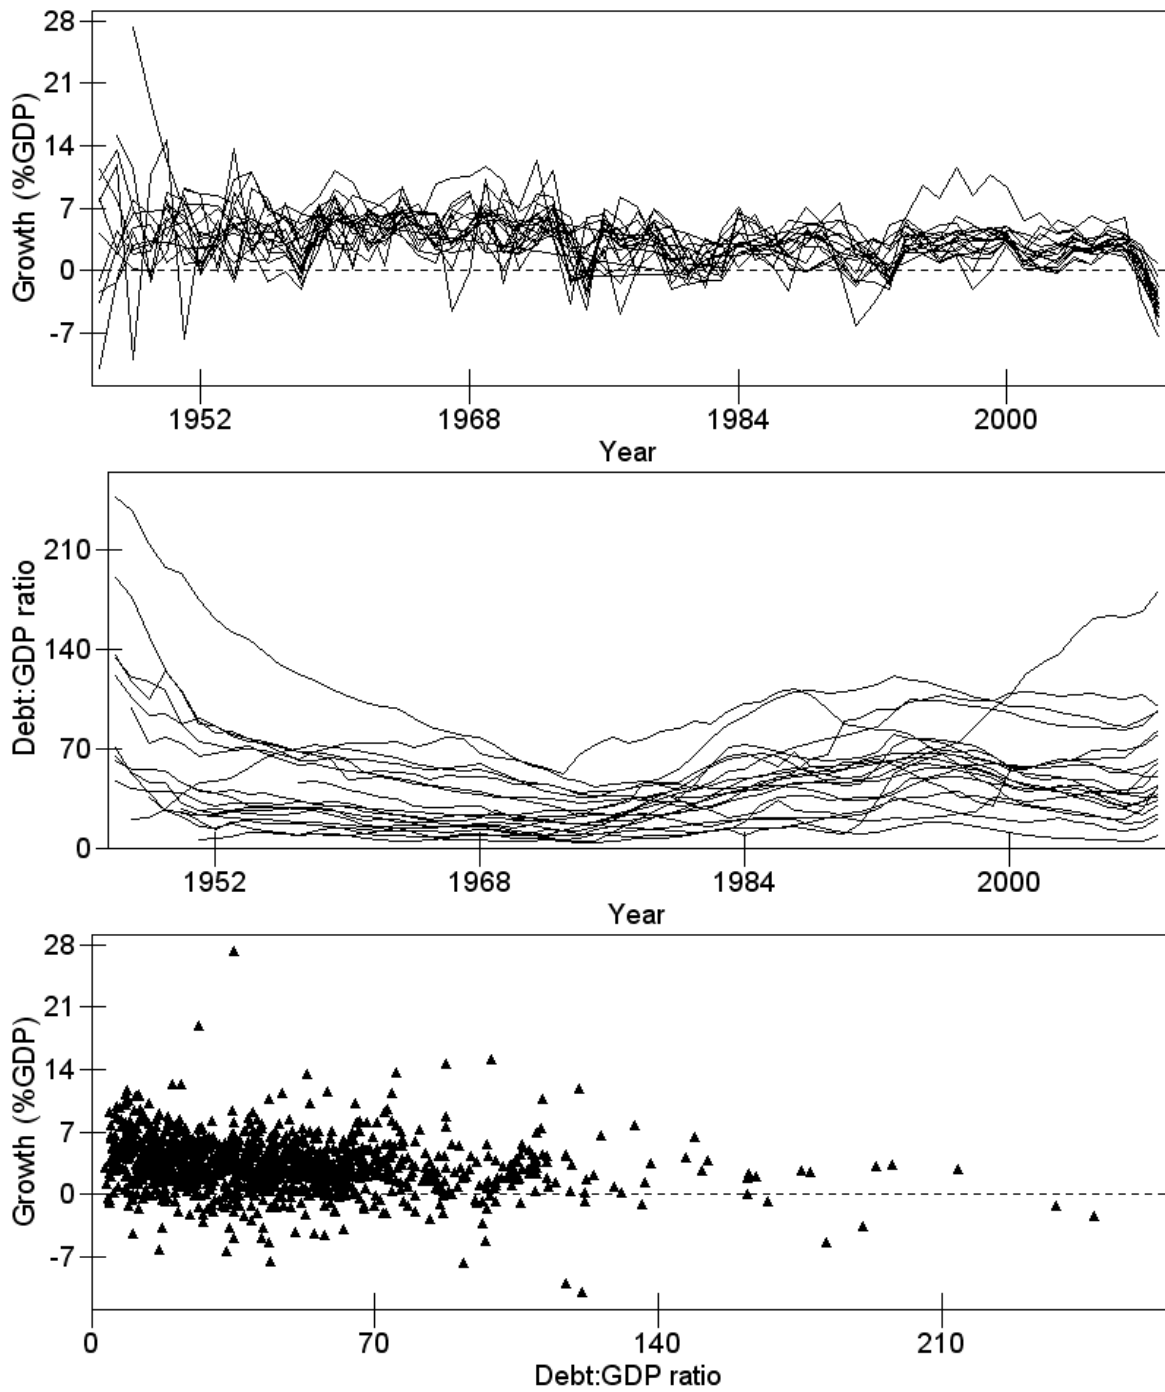 Growth (%GDP)
28
21
14
7
0
-7
1952 1968 1984 2000
Year
Debt:GDP ratio
210
140
70
0
1952 1968 1984 2000
Year
Growth (%GDP)
28
21
14
7
0
-7
0 70 140 210
Debt:GDP ratio